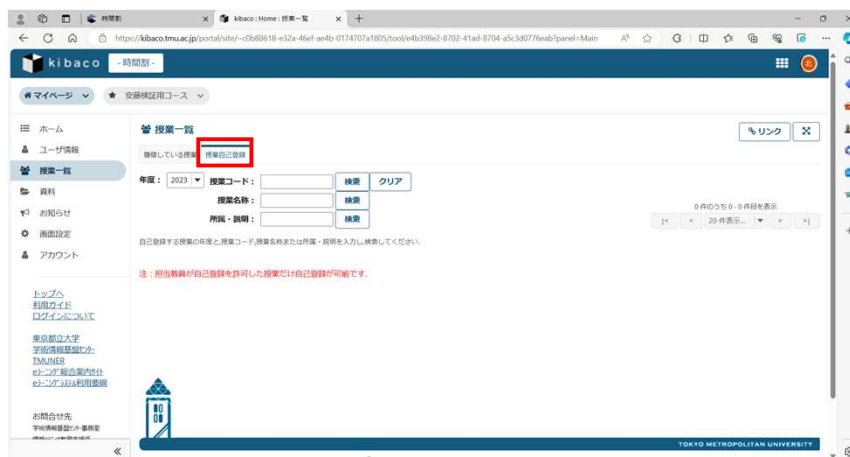 時間割
kibaco : Home : 授業一覧
https://kibaco.tmu.ac.jp/portal/site/~c0b88618-e32a-46ef-ae4b-0174707a1805/tool/e4b398e2-8702-41ad-8704-a5c3d0776eab?panel=Main
kibaco
時間割
北
マイページ
安藤検証用コース
ホーム
ユーザ情報
授業一覧
資料
お知らせ
画面設定
アカウント
トップへ
利用ガイド
ログインについて
東京都立大学
学術情報基盤センター
TMUNER
eラーニング総合案内サイト
eラーニングシステム利用要綱
お問合せ先
学術情報基盤センター事務室
授業一覧
リンク
履修している授業
授業自己登録
年度： 2023 授業コード： 検索 クリア
授業名称： 検索
所属・説明： 検索
0 件のうち 0 - 0 件目を表示
|< < 20 件表示... > >|
自己登録する授業の年度と,授業コード,授業名称または所属・説明を入力し,検索してください。
注：担当教員が自己登録を許可した授業だけ自己登録が可能です。
TOKYO METROPOLITAN UNIVERSITY